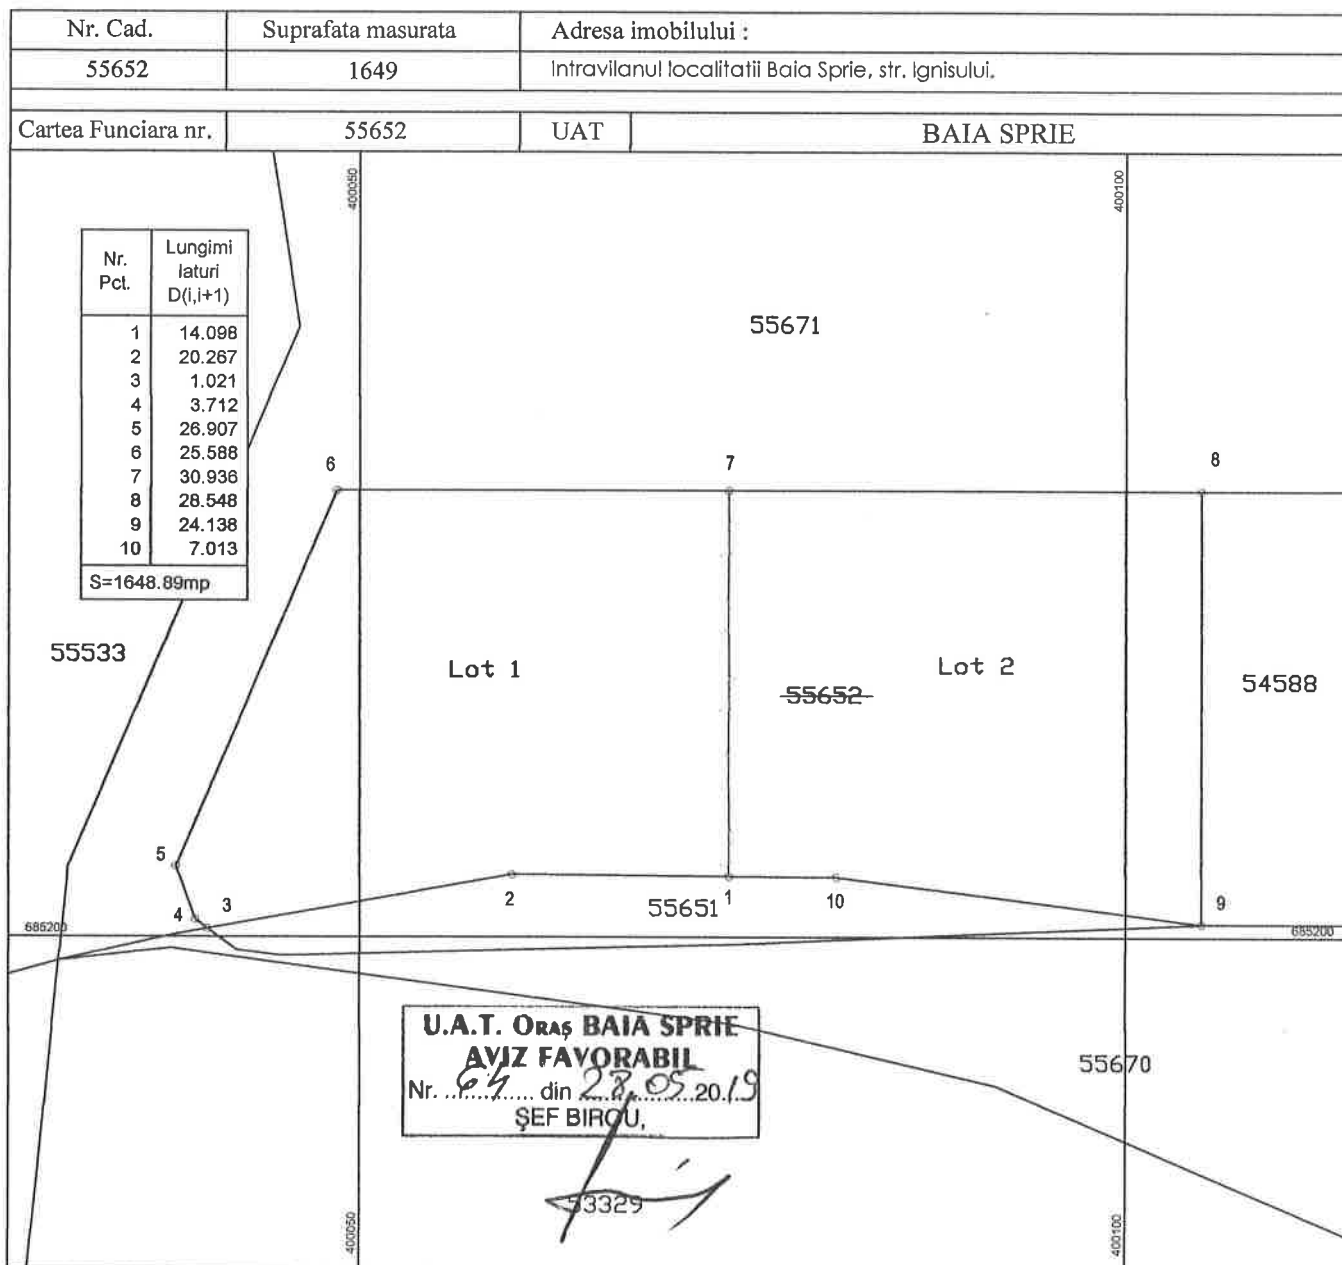 Nr. Cad. Suprafata masurata Adresa imobilului :
55652 1649 Intravilanul localitatii Baia Sprie, str. Ignisului.
Cartea Funciara nr. 55652 UAT BAIA SPRIE
400050 400100
Nr. Pct. Lungimi laturi D(i,i+1)
1 14.098
2 20.267
3 1.021
4 3.712
5 26.907
6 25.588
7 30.936
8 28.548
9 24.138
10 7.013
S=1648.89mp
55671
6 7 8
55533
Lot 1
Lot 2
55652
54588
5
4 3
2 1 10 9
55651
685200 685200
U.A.T. ORAȘ BAIA SPRIE
AVIZ FAVORABIL
Nr. 64 din 28.05.2019
ȘEF BIROU,
55670
53329
400050 400100